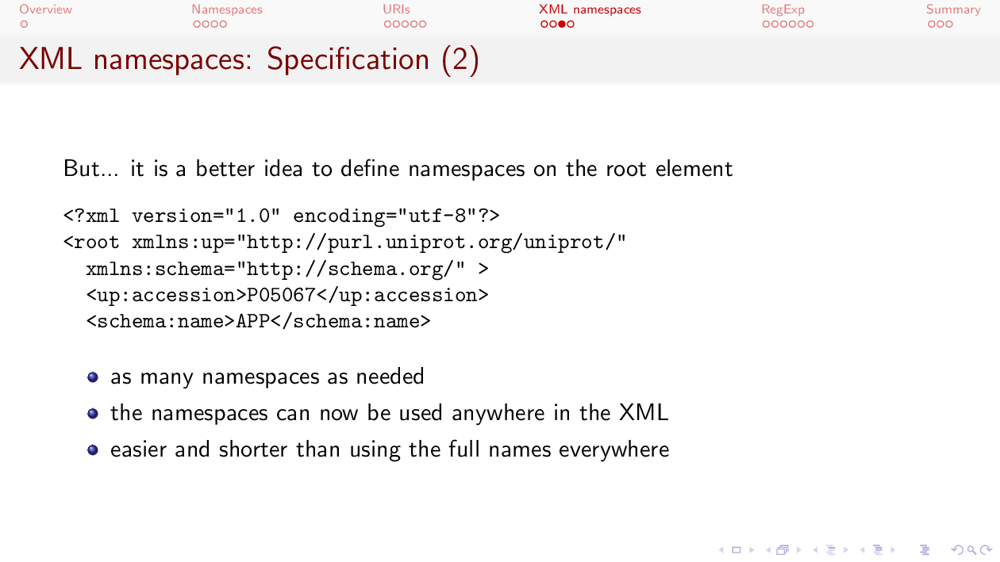 Overview Namespaces URIs XML namespaces RegExp Summary
XML namespaces: Specification (2)
But... it is a better idea to define namespaces on the root element
<?xml version="1.0" encoding="utf-8"?>
<root xmlns:up="http://purl.uniprot.org/uniprot/"
xmlns:schema="http://schema.org/" >
<up:accession>P05067</up:accession>
<schema:name>APP</schema:name>
as many namespaces as needed
the namespaces can now be used anywhere in the XML
easier and shorter than using the full names everywhere